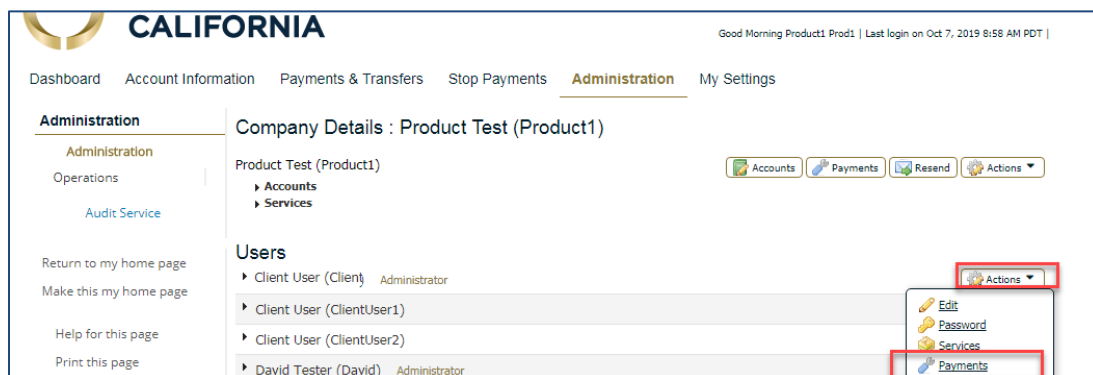 CALIFORNIA
Good Morning Product1 Prod1 | Last login on Oct 7, 2019 8:58 AM PDT |
Dashboard Account Information Payments & Transfers Stop Payments Administration My Settings
Administration
Administration
Operations
Audit Service
Return to my home page
Make this my home page
Help for this page
Print this page
Company Details : Product Test (Product1)
Product Test (Product1)
Accounts Payments Resend Actions
Accounts
Services
Users
Client User (Client) Administrator
Actions
Client User (ClientUser1)
Client User (ClientUser2)
David Tester (David) Administrator
Edit
Password
Services
Payments